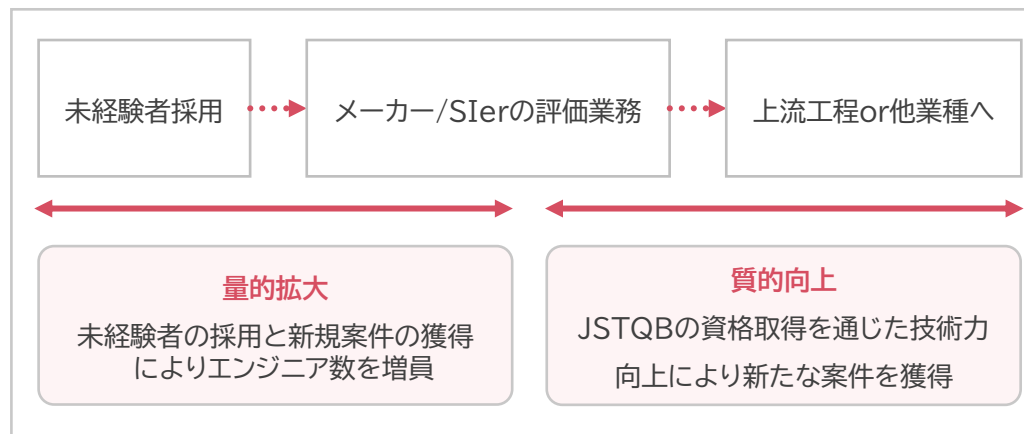 未経験者採用
メーカー/SIerの評価業務
上流工程or他業種へ
量的拡大
未経験者の採用と新規案件の獲得
によりエンジニア数を増員
質的向上
JSTQBの資格取得を通じた技術力
向上により新たな案件を獲得